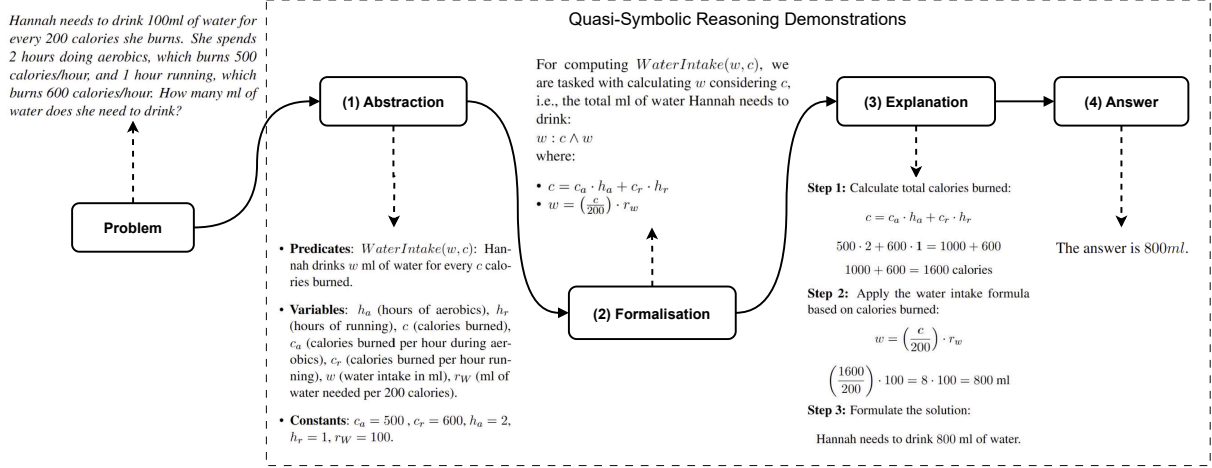 Hannah needs to drink 100ml of water for
every 200 calories she burns. She spends
2 hours doing aerobics, which burns 500
calories/hour, and 1 hour running, which
burns 600 calories/hour. How many ml of
water does she need to drink?
Problem
Quasi-Symbolic Reasoning Demonstrations
(1) Abstraction
• Predicates: WaterIntake(w, c): Han-
nah drinks w ml of water for every c calo-
ries burned.
• Variables: h_a (hours of aerobics), h_r
(hours of running), c (calories burned),
c_a (calories burned per hour during aer-
obics), c_r (calories burned per hour run-
ning), w (water intake in ml), r_W (ml of
water needed per 200 calories).
• Constants: c_a = 500 , c_r = 600, h_a = 2,
h_r = 1, r_W = 100.
For computing WaterIntake(w, c), we
are tasked with calculating w considering c,
i.e., the total ml of water Hannah needs to
drink:
w : c ∧ w
where:
• c = c_a · h_a + c_r · h_r
• w = (c/200) · r_w
(2) Formalisation
(3) Explanation
Step 1: Calculate total calories burned:
c = c_a · h_a + c_r · h_r
500 · 2 + 600 · 1 = 1000 + 600
1000 + 600 = 1600 calories
Step 2: Apply the water intake formula
based on calories burned:
w = (c/200) · r_w
(1600/200) · 100 = 8 · 100 = 800 ml
Step 3: Formulate the solution:
Hannah needs to drink 800 ml of water.
(4) Answer
The answer is 800ml.